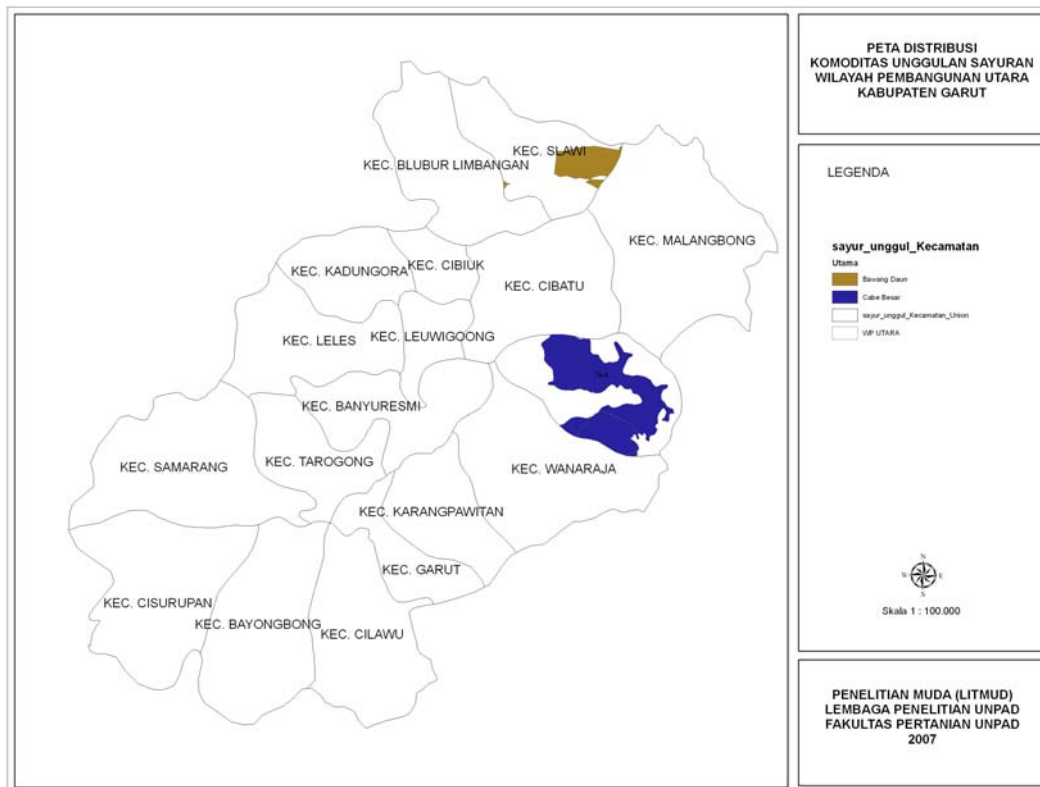 PETA DISTRIBUSI
KOMODITAS UNGGULAN SAYURAN
WILAYAH PEMBANGUNAN UTARA
KABUPATEN GARUT
LEGENDA
sayur_unggul_Kecamatan
Utama
Bawang Daun
Cabe Besar
sayur_unggul_Kecamatan_Union
WP UTARA
N
W E
S
Skala 1 : 100.000
PENELITIAN MUDA (LITMUD)
LEMBAGA PENELITIAN UNPAD
FAKULTAS PERTANIAN UNPAD
2007
KEC. SLAWI
KEC. BLUBUR LIMBANGAN
KEC. MALANGBONG
KEC. CIBIUK
KEC. KADUNGORA
KEC. CIBATU
KEC. LELES
KEC. LEUWIGOONG
Text
KEC. BANYURESMI
KEC. SAMARANG
KEC. TAROGONG
KEC. WANARAJA
KEC. KARANGPAWITAN
KEC. GARUT
KEC. CISURUPAN
KEC. BAYONGBONG
KEC. CILAWU